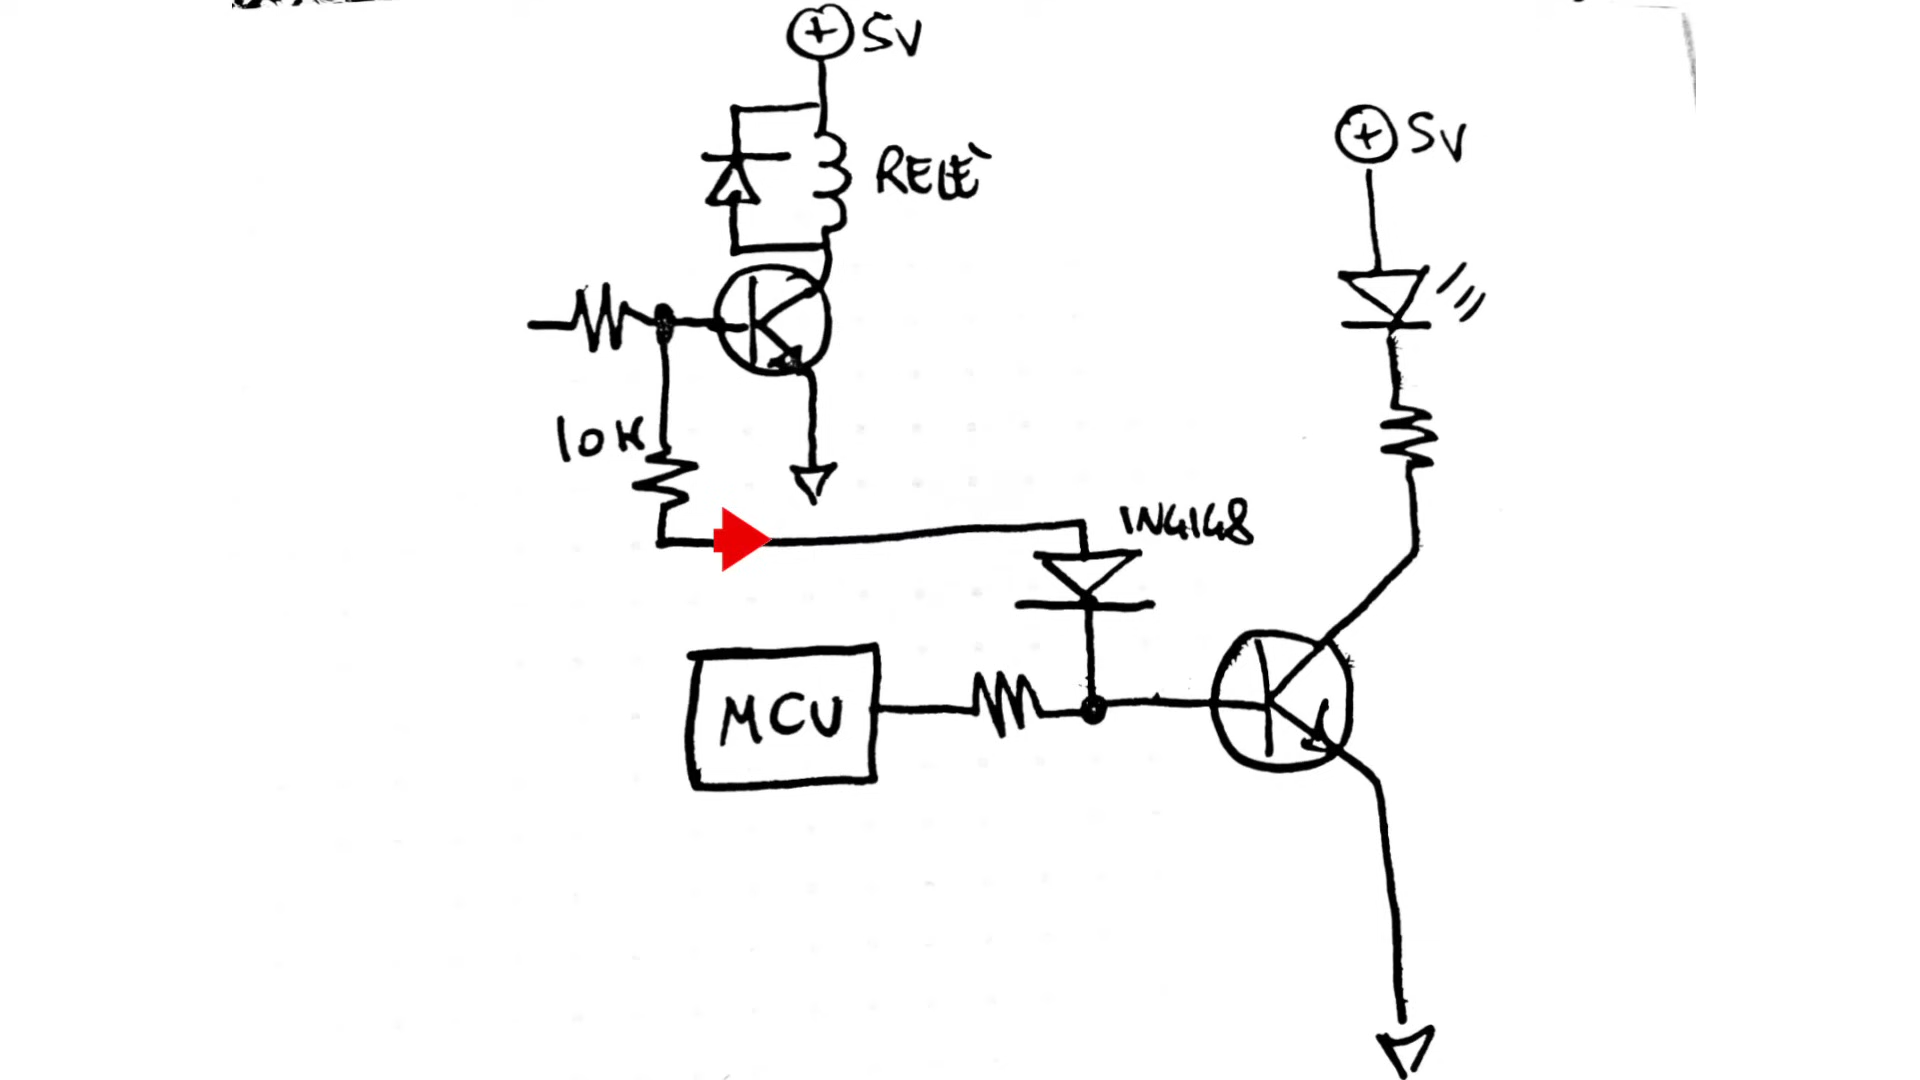 + 5V
+ 5V
RELÈ
10K
1N4148
MCU